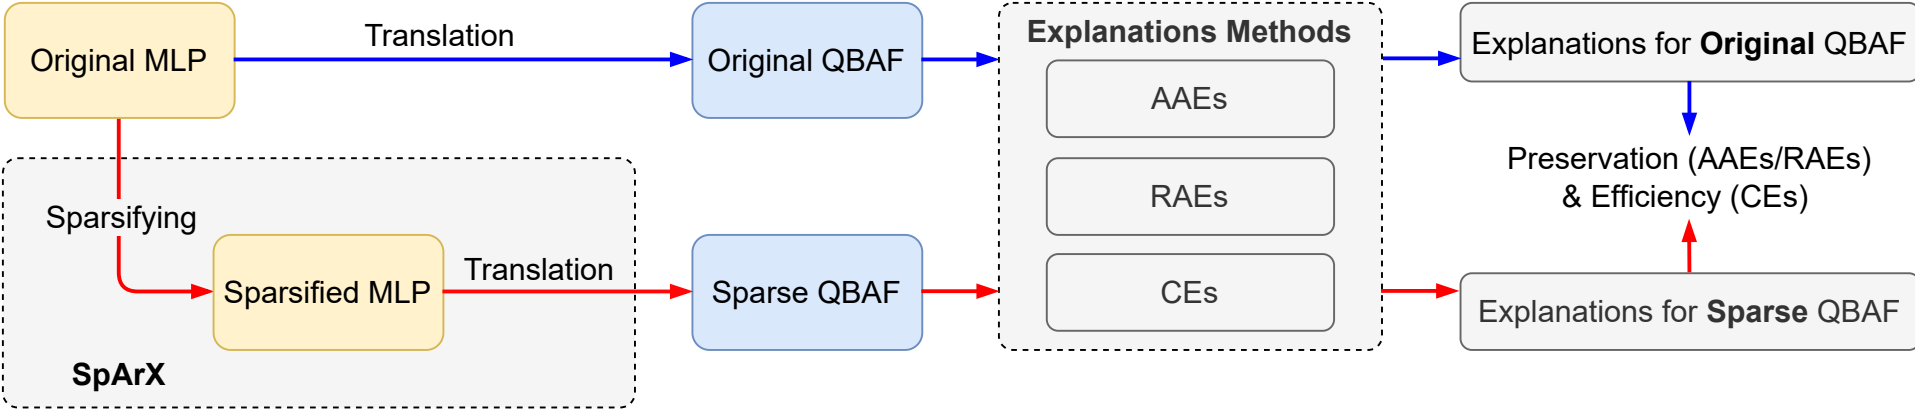 Original MLP
Translation
Original QBAF
Explanations Methods
AAEs
RAEs
CEs
Explanations for Original QBAF
Preservation (AAEs/RAEs)
& Efficiency (CEs)
Sparsifying
Sparsified MLP
Translation
Sparse QBAF
Explanations for Sparse QBAF
SpArX